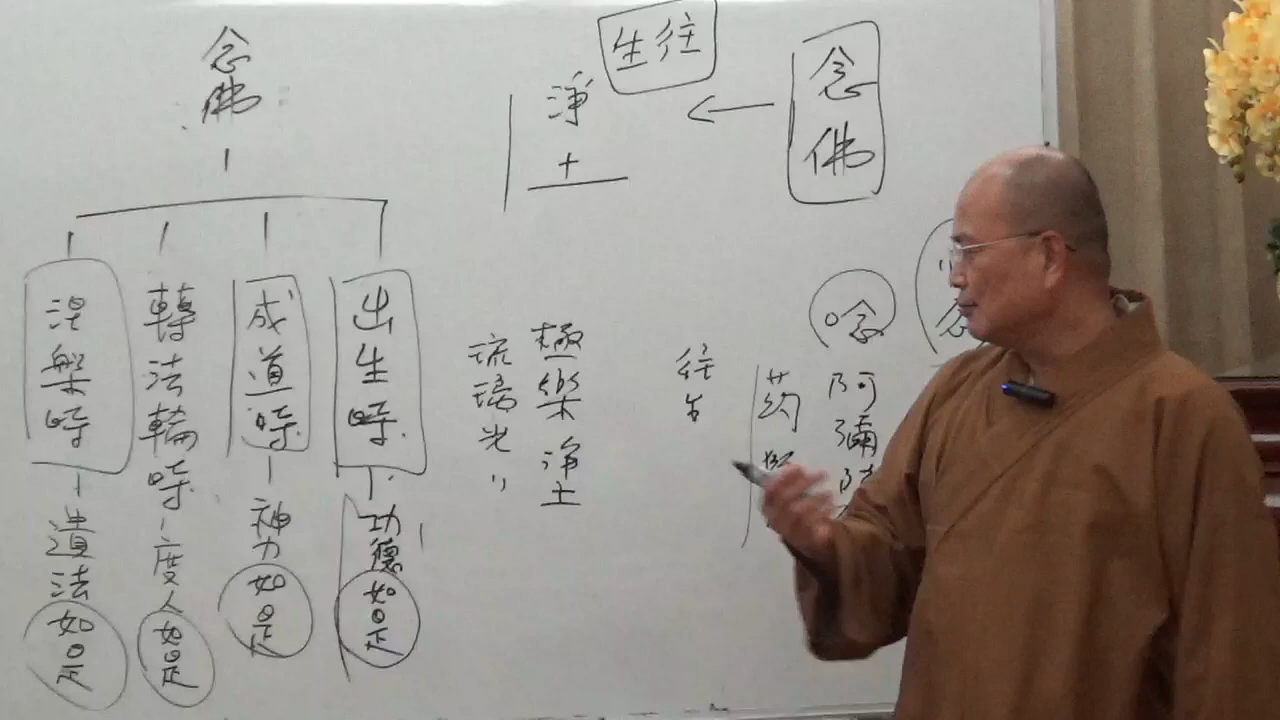 念佛
往生
淨土
念
唸
阿彌
药
往生
極樂淨土
琉璃光〃
念佛
出生時
功德如是
成道時
神力如是
轉法輪時
度人如是
涅槃時
遺法如是